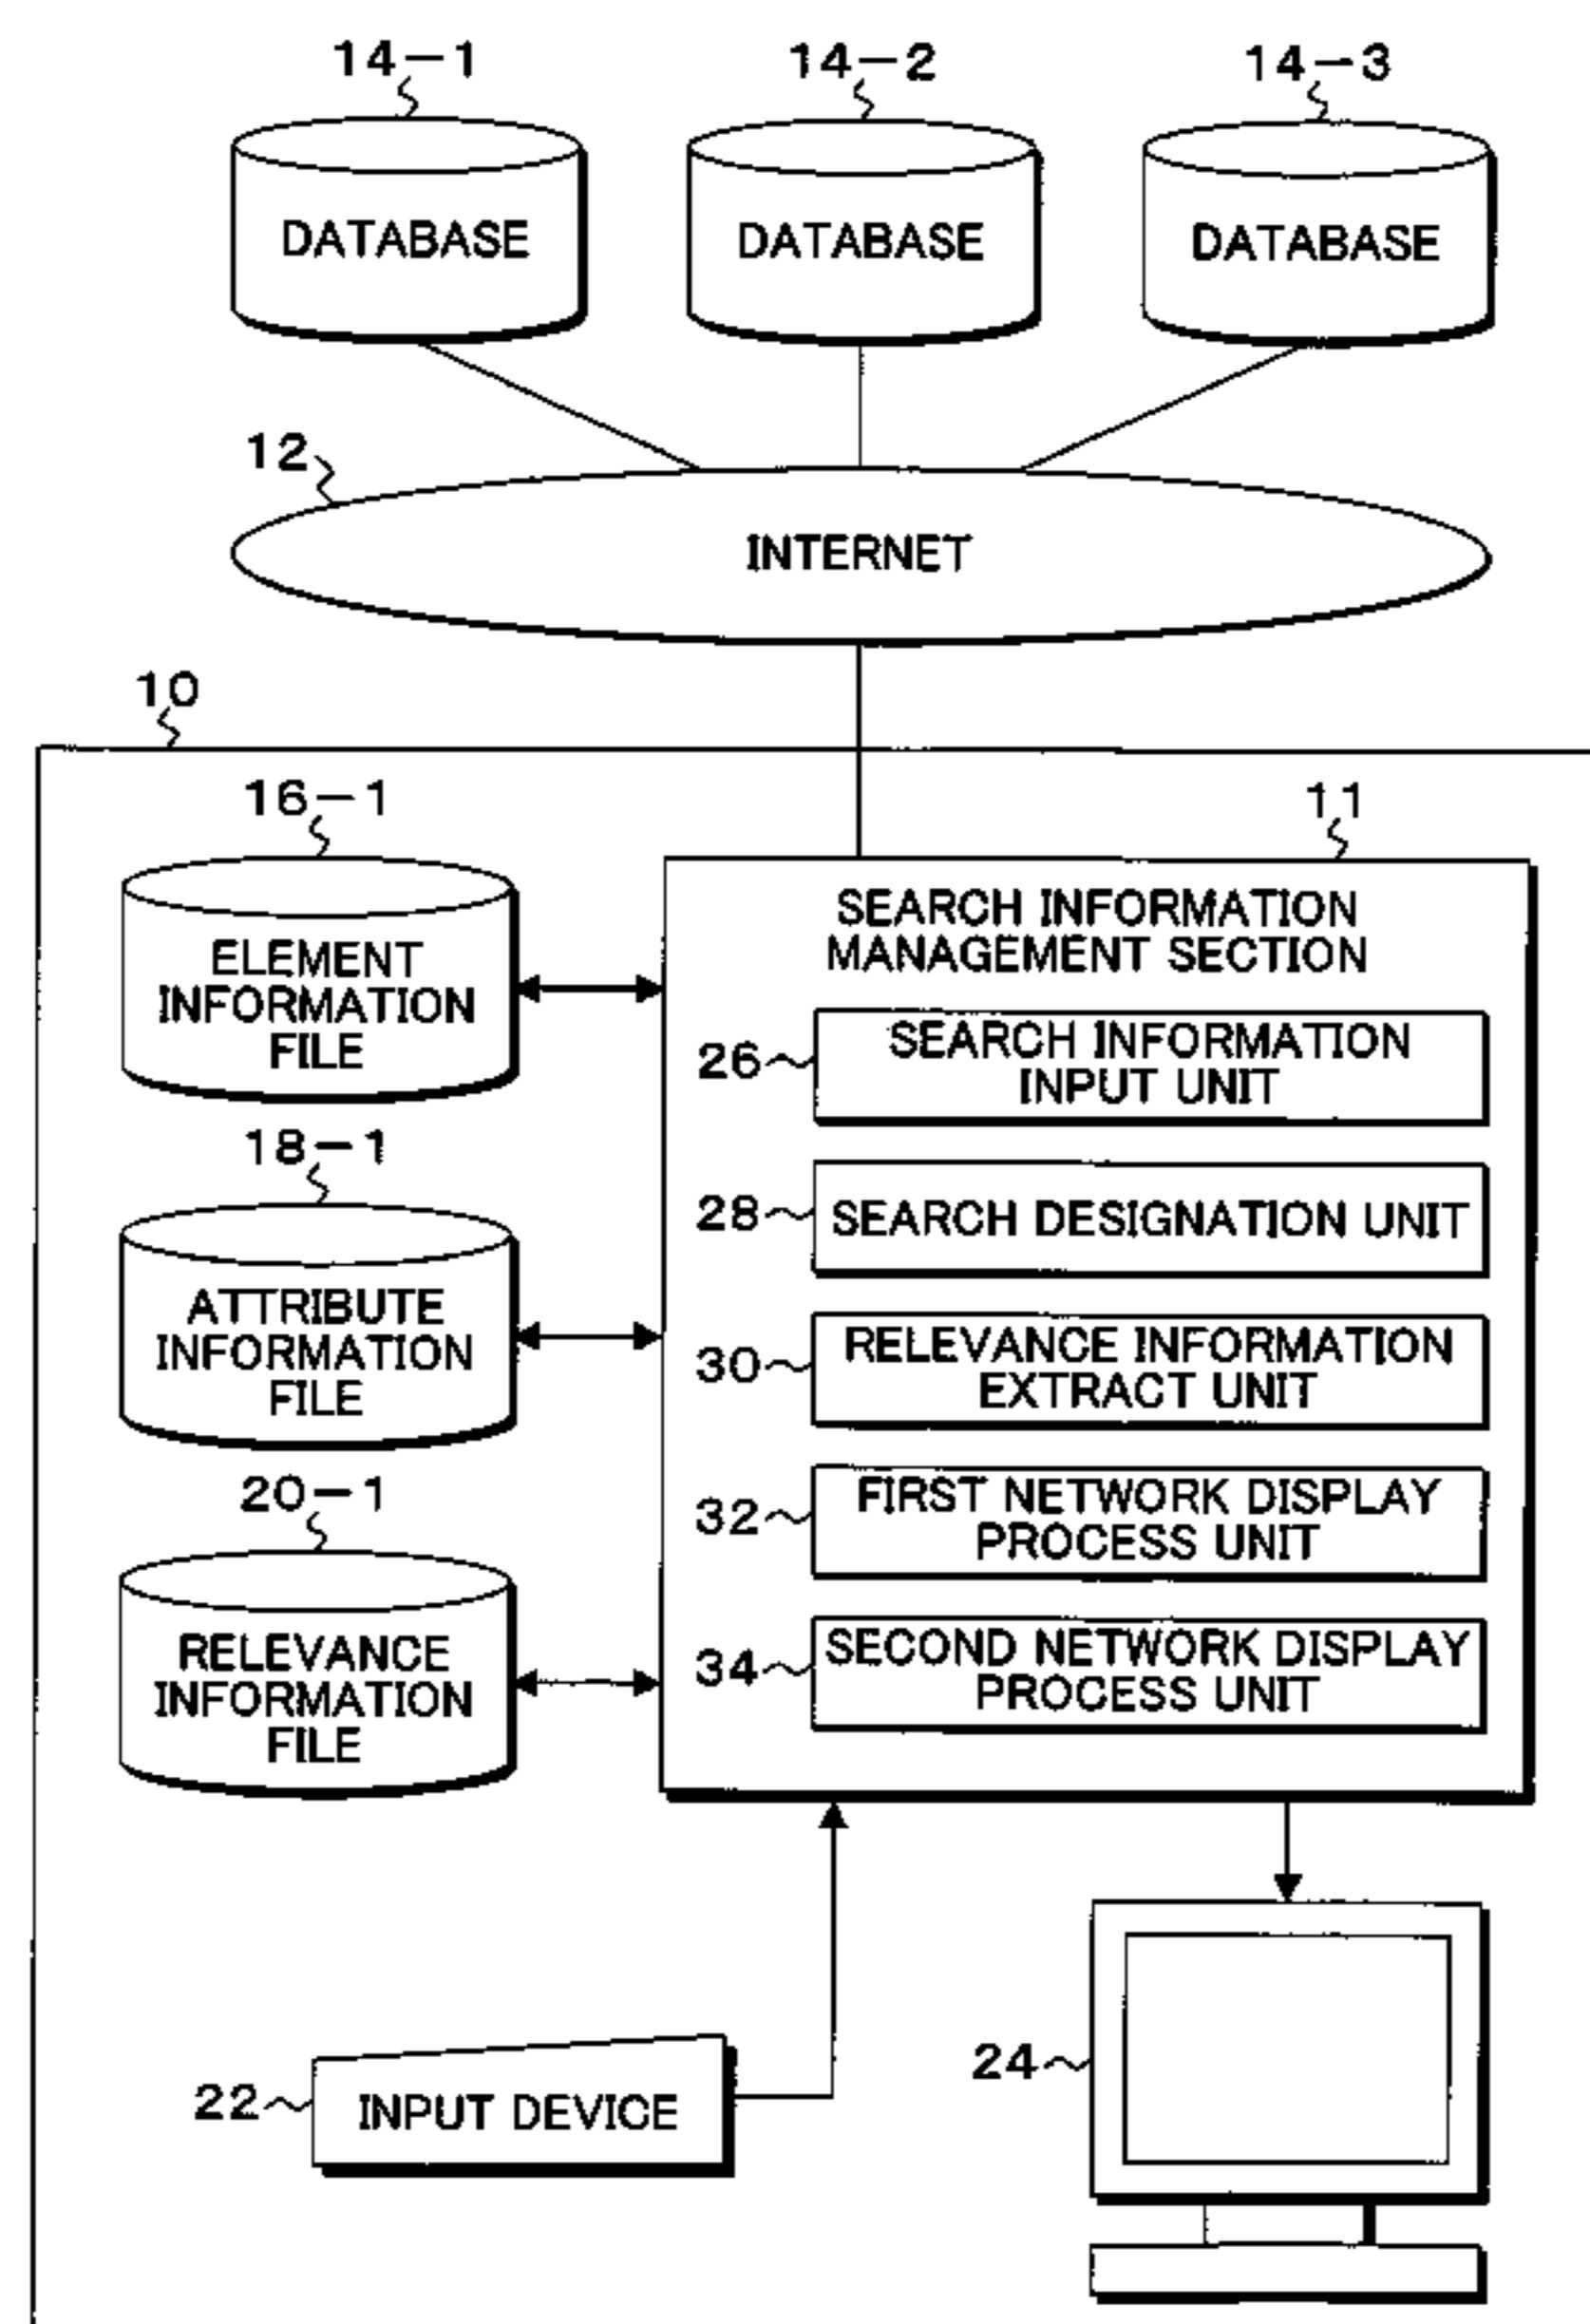 14-1
14-2
14-3
DATABASE
DATABASE
DATABASE
12
INTERNET
10
16-1
11
ELEMENT
INFORMATION
FILE
SEARCH INFORMATION
MANAGEMENT SECTION
26
SEARCH INFORMATION
INPUT UNIT
18-1
28
SEARCH DESIGNATION UNIT
ATTRIBUTE
INFORMATION
FILE
30
RELEVANCE INFORMATION
EXTRACT UNIT
20-1
32
FIRST NETWORK DISPLAY
PROCESS UNIT
RELEVANCE
INFORMATION
FILE
34
SECOND NETWORK DISPLAY
PROCESS UNIT
22
INPUT DEVICE
24